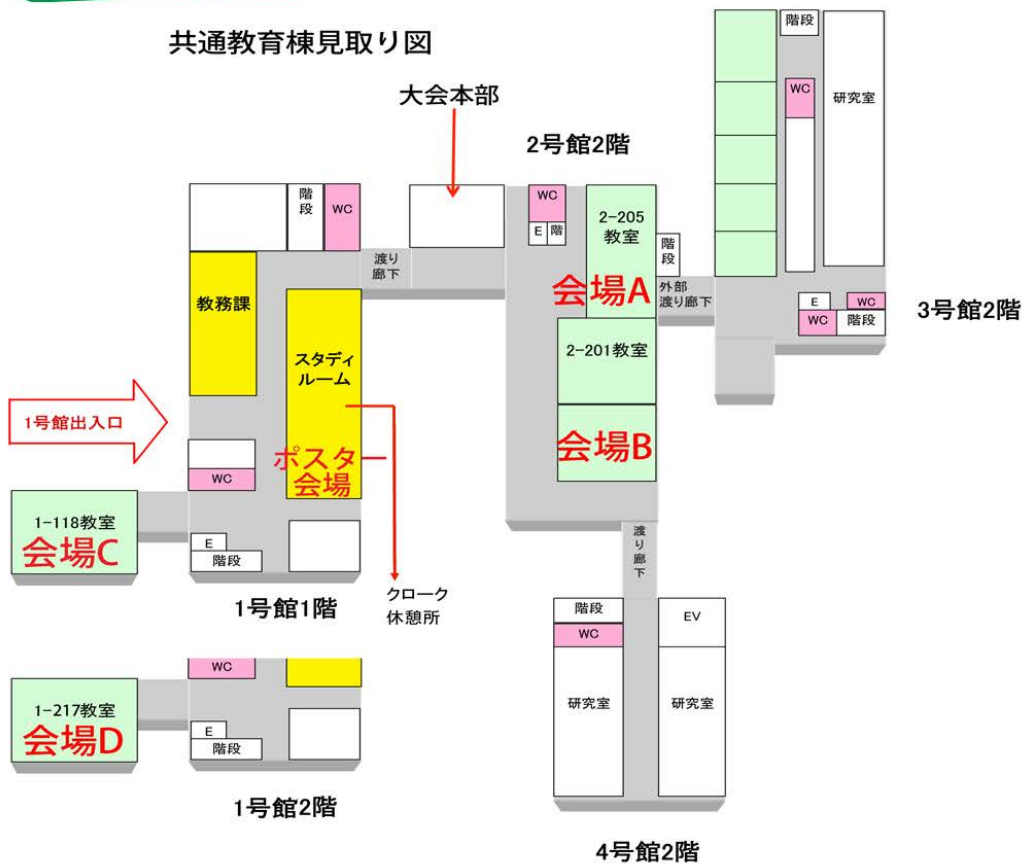 共通教育棟見取り図
大会本部
2号館2階
階段
WC
研究室
階
段
WC
WC
E
階
2-205
教室
会場A
階
段
渡り
廊下
外部
渡り廊下
教務課
スタディ
ルーム
2-201教室
E
WC
WC
階段
3号館2階
1号館出入口
会場B
ポスタ
会場
WC
1-118教室
会場C
E
階段
渡
り
廊
下
1号館1階
クローク
休憩所
階段
WC
EV
研究室
研究室
WC
1-217教室
会場D
E
階段
1号館2階
4号館2階